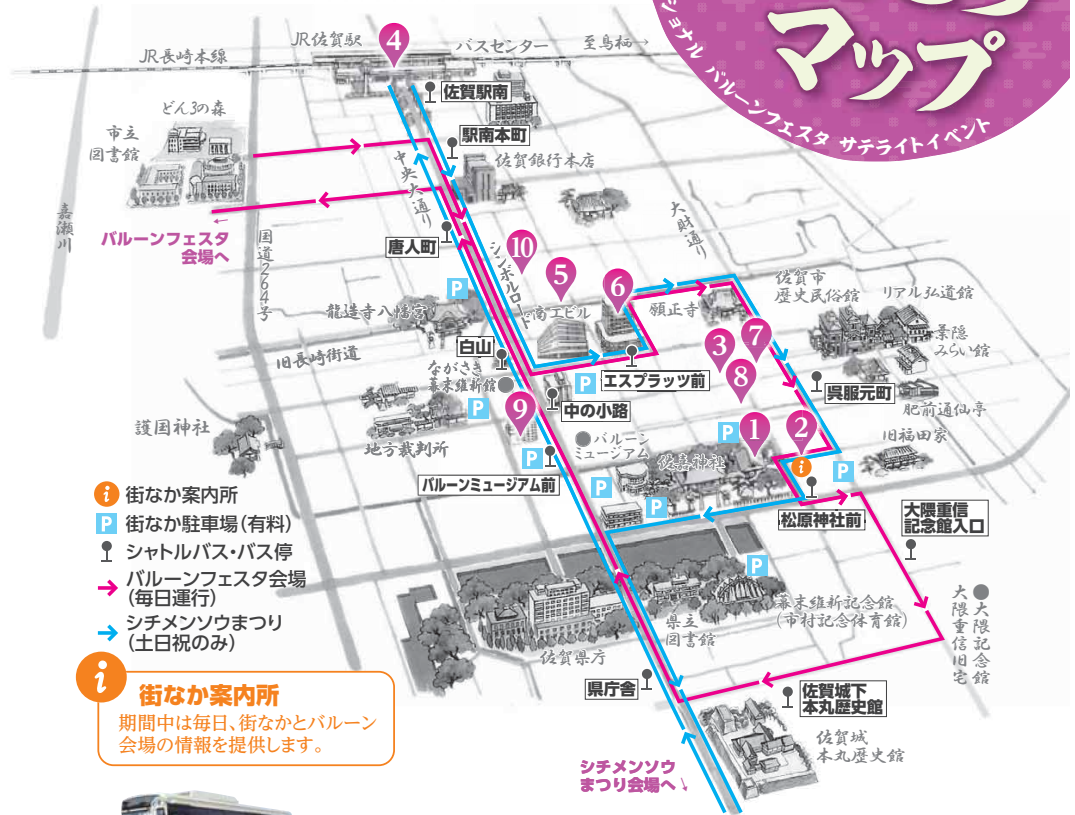 マップ
ショナル バルーンフェスタ サテライトイベント
JR長崎本線
JR佐賀駅
4
バスセンター
至鳥栖→
佐賀駅南
駅南本町
どん3の森
市立
図書館
佐賀銀行本店
中央大通り
大財通り
嘉瀬川
←
バルーンフェスタ
会場へ
国道264号
唐人町
シンボルロード
10
5
6
商工ビル
願正寺
佐賀市
歴史民俗館
リアル弘道館
龍造寺八幡宮
P
旧長崎街道
白山
3
7
8
景隠
みらい館
エスプラッツ前
P
ながさき
幕末維新館
中の小路
呉服元町
肥前通仙亭
P
9
護国神社
地方裁判所
バルーン
ミュージアム
P
1
2
旧福田家
佐嘉神社
i
P
P
バルーンミュージアム前
P
P
松原神社前
大隈重信
記念館入口
i 街なか案内所
P 街なか駐車場(有料)
シャトルバス・バス停
→ バルーンフェスタ会場
(毎日運行)
→ シチメンソウまつり
(土日祝のみ)
P
幕末維新記念館
(市村記念体育館)
県立
図書館
佐賀県庁
大隈記念館
大隈重信旧宅
県庁舎
佐賀城下
本丸歴史館
佐賀城
本丸歴史館
シチメンソウ
まつり会場へ↓
i
街なか案内所
期間中は毎日、街なかとバルーン
会場の情報を提供します。